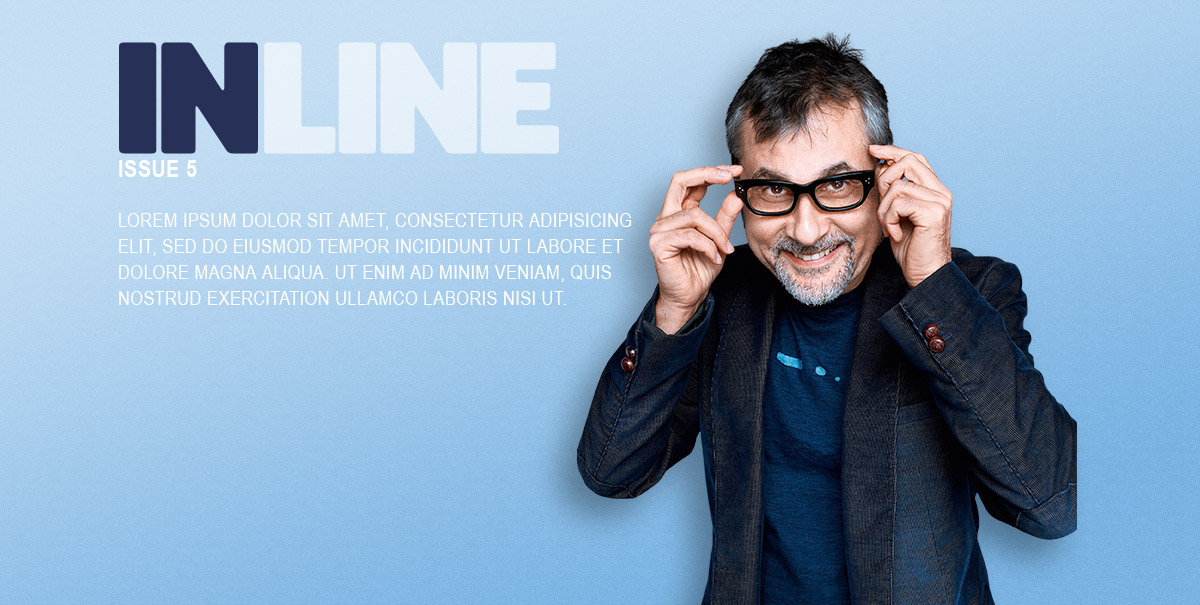 INLINE
ISSUE 5
LOREM IPSUM DOLOR SIT AMET, CONSECTETUR ADIPISICING
ELIT, SED DO EIUSMOD TEMPOR INCIDIDUNT UT LABORE ET
DOLORE MAGNA ALIQUA. UT ENIM AD MINIM VENIAM, QUIS
NOSTRUD EXERCITATION ULLAMCO LABORIS NISI UT.